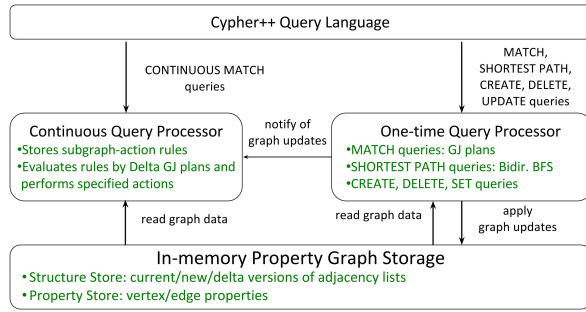 Cypher++ Query Language
CONTINUOUS MATCH
queries
MATCH,
SHORTEST PATH,
CREATE, DELETE,
UPDATE queries
Continuous Query Processor
•Stores subgraph-action rules
•Evaluates rules by Delta GJ plans and
performs specified actions
notify of
graph updates
One-time Query Processor
•MATCH queries: GJ plans
•SHORTEST PATH queries: Bidir. BFS
•CREATE, DELETE, SET queries
read graph data
read graph data
apply
graph updates
In-memory Property Graph Storage
•Structure Store: current/new/delta versions of adjacency lists
•Property Store: vertex/edge properties